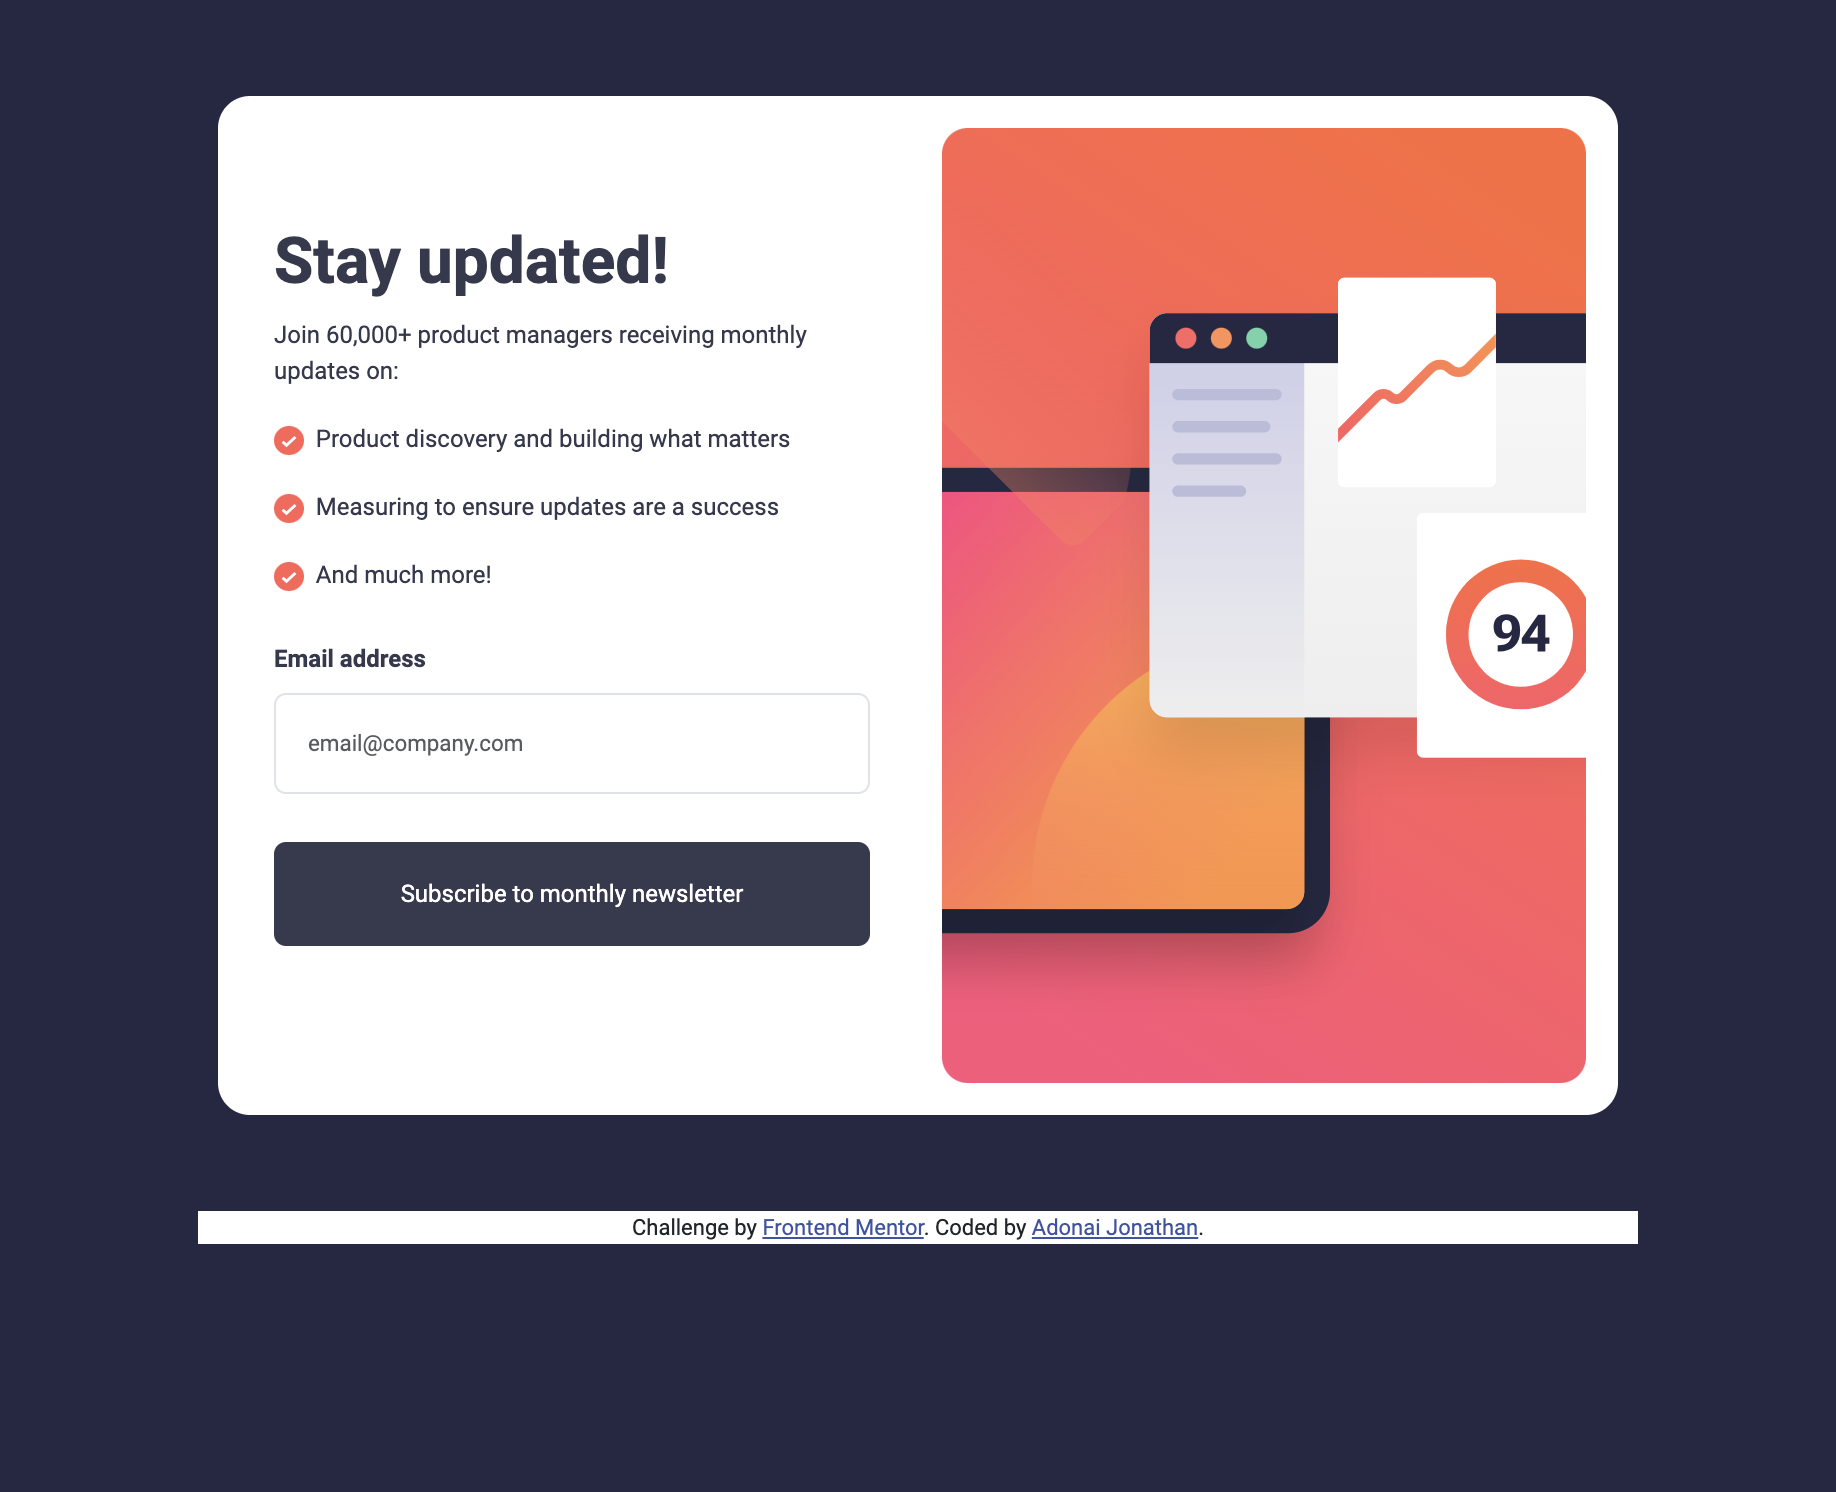 Stay updated!
Join 60,000+ product managers receiving monthly
updates on:
Product discovery and building what matters
Measuring to ensure updates are a success
And much more!
Email address
email@company.com
Subscribe to monthly newsletter
94
Challenge by Frontend Mentor. Coded by Adonai Jonathan.